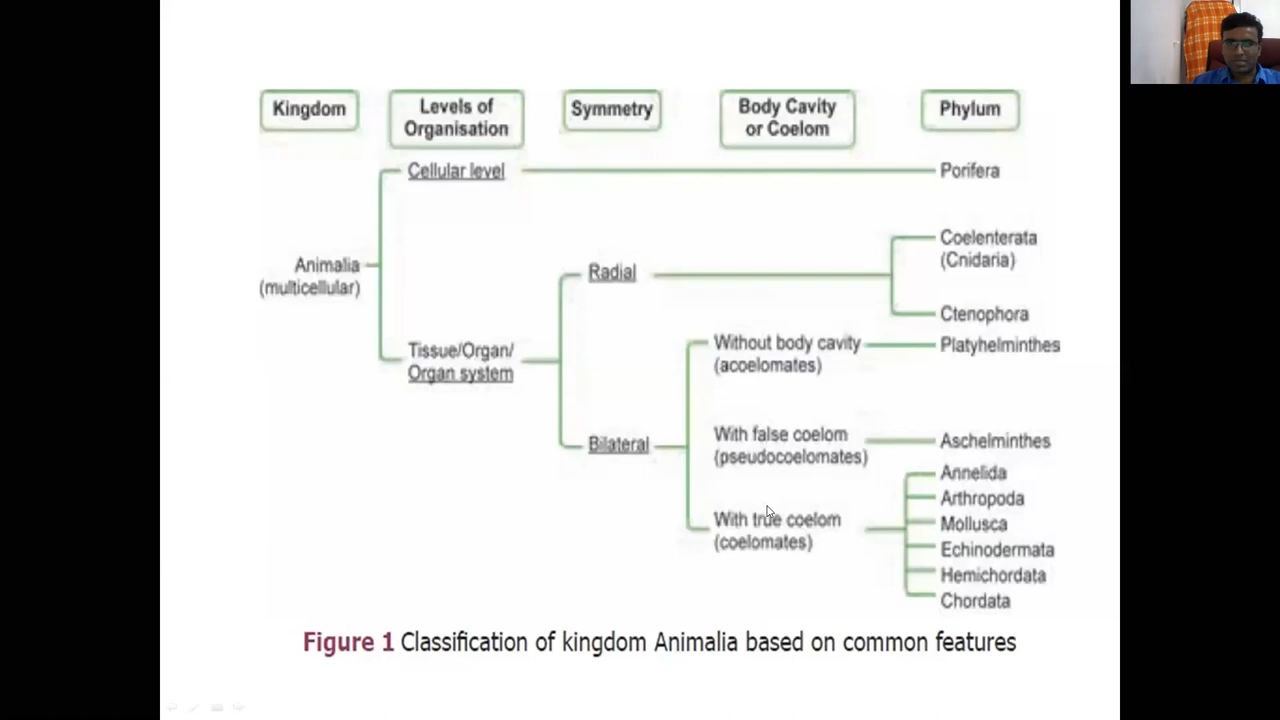 Kingdom
Levels of
Organisation
Symmetry
Body Cavity
or Coelom
Phylum
Cellular level
Porifera
Animalia
(multicellular)
Tissue/Organ/
Organ system
Radial
Coelenterata
(Cnidaria)
Ctenophora
Bilateral
Without body cavity
(acoelomates)
Platyhelminthes
With false coelom
(pseudocoelomates)
Aschelminthes
With true coelom
(coelomates)
Annelida
Arthropoda
Mollusca
Echinodermata
Hemichordata
Chordata
Figure 1 Classification of kingdom Animalia based on common features